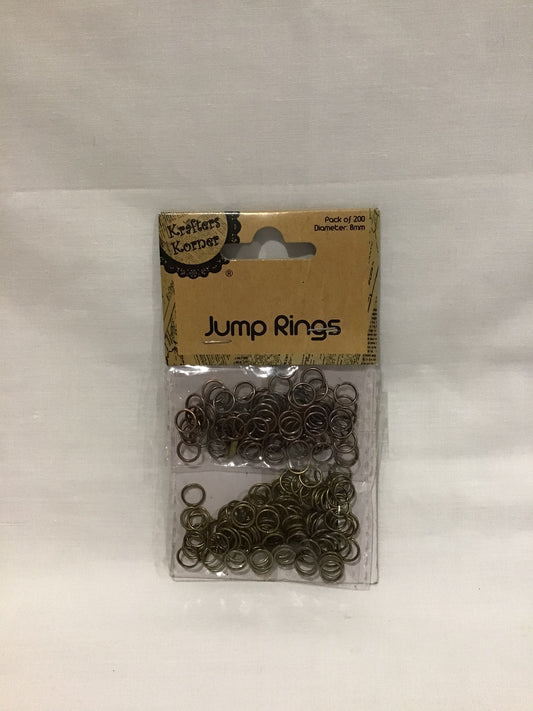 Krafters
Korner
®
Pack of 200
Diameter: 8mm
Jump Rings